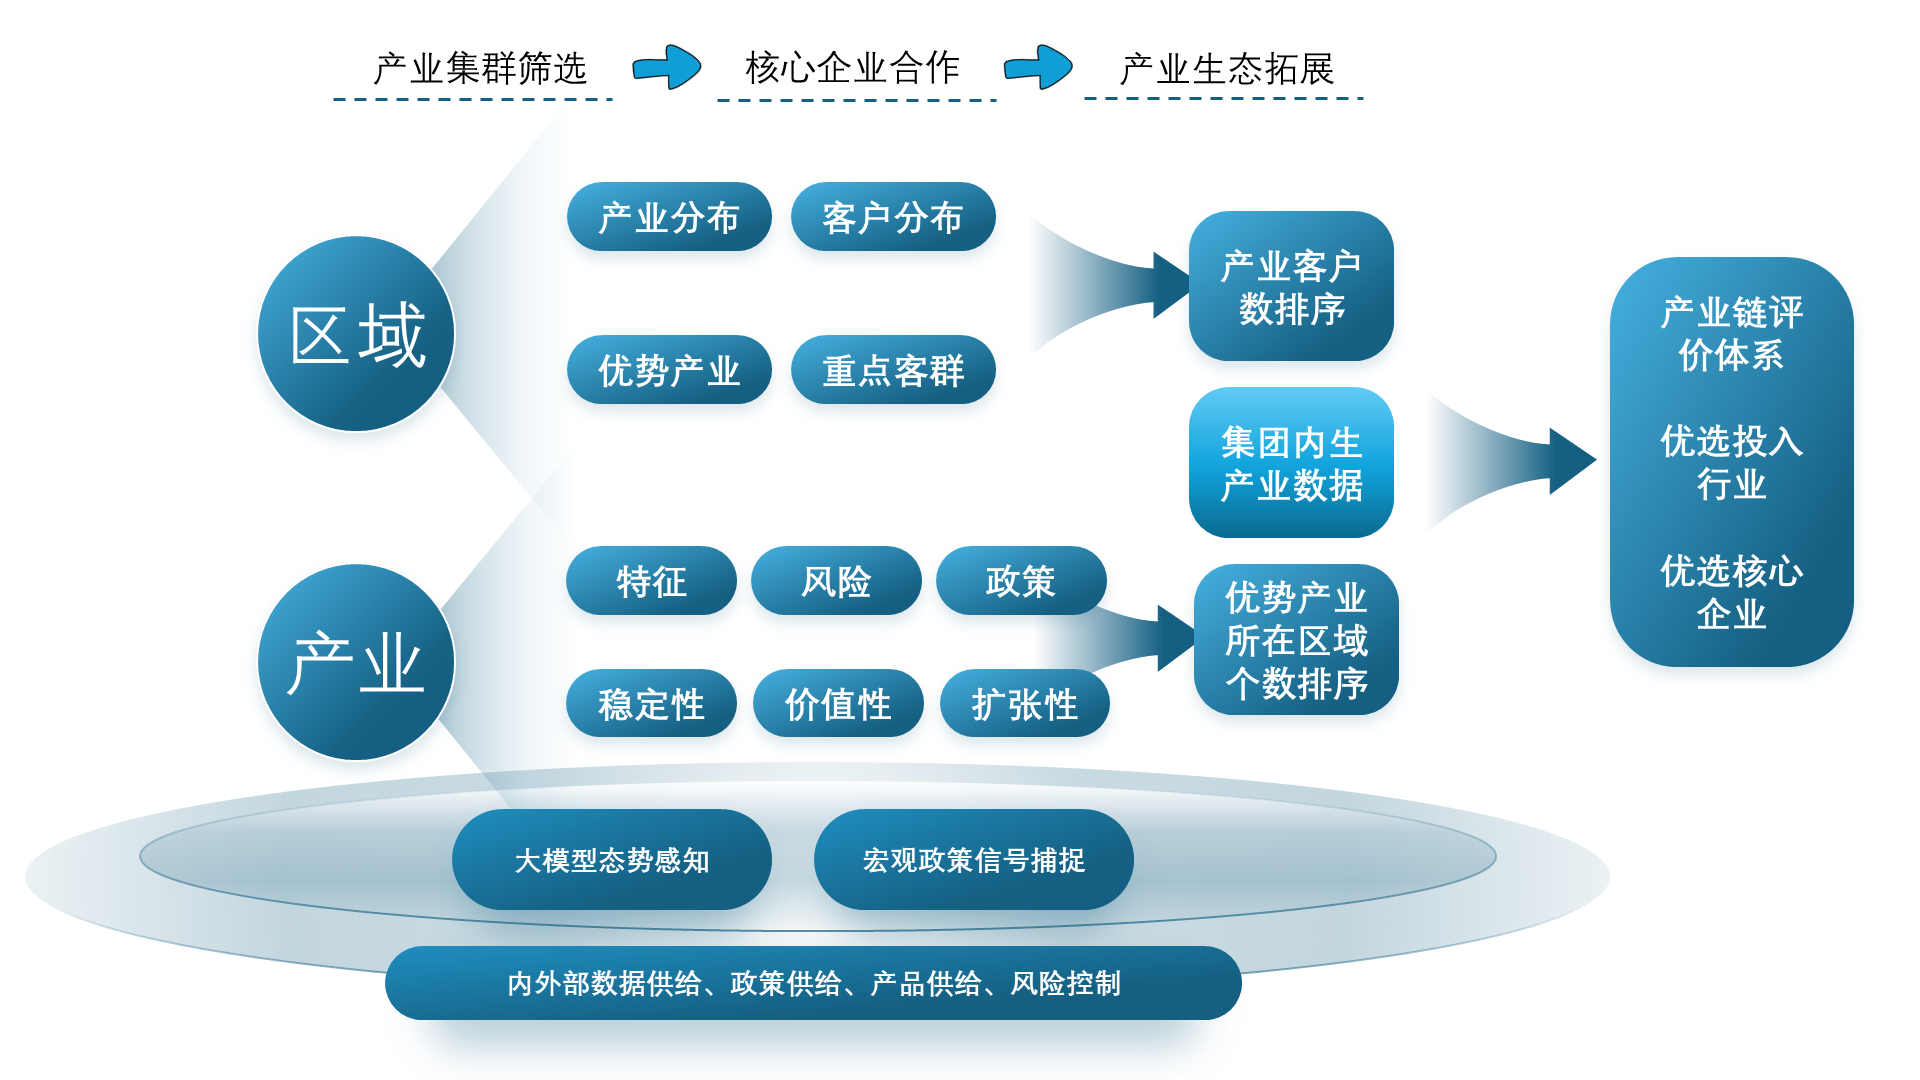 产业集群筛选
核心企业合作
产业生态拓展
区域
产业分布
客户分布
优势产业
重点客群
产业客户
数排序
集团内生
产业数据
产业
特征
风险
政策
稳定性
价值性
扩张性
优势产业
所在区域
个数排序
产业链评
价体系
优选投入
行业
优选核心
企业
大模型态势感知
宏观政策信号捕捉
内外部数据供给、政策供给、产品供给、风险控制